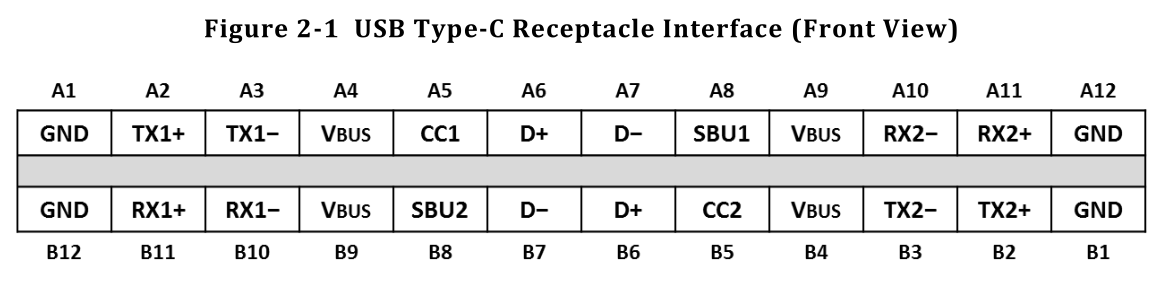 Figure 2-1 USB Type-C Receptacle Interface (Front View)
A1 A2 A3 A4 A5 A6 A7 A8 A9 A10 A11 A12
GND TX1+ TX1− VBUS CC1 D+ D− SBU1 VBUS RX2− RX2+ GND
GND RX1+ RX1− VBUS SBU2 D− D+ CC2 VBUS TX2− TX2+ GND
B12 B11 B10 B9 B8 B7 B6 B5 B4 B3 B2 B1